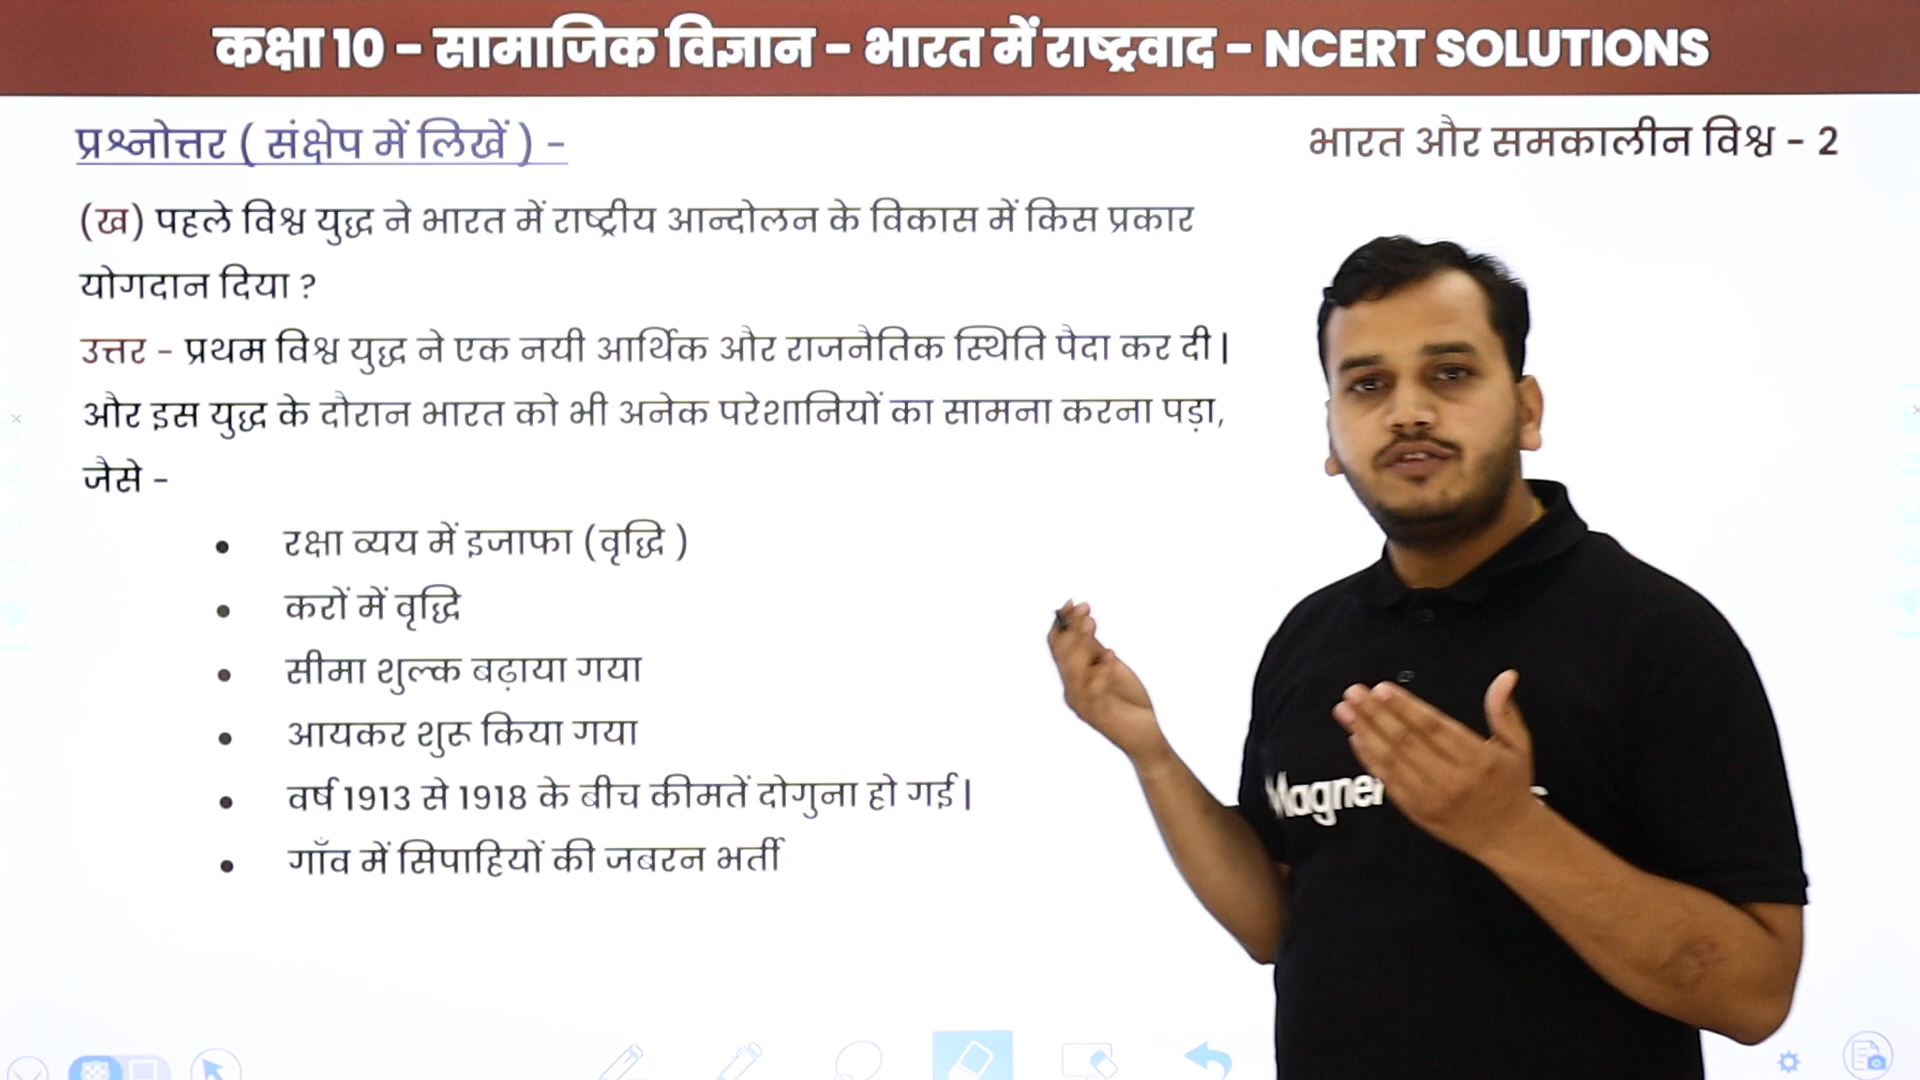 कक्षा 10 - सामाजिक विज्ञान - भारत में राष्ट्रवाद - NCERT SOLUTIONS
प्रश्नोत्तर ( संक्षेप में लिखें ) -
भारत और समकालीन विश्व - 2
(ख) पहले विश्व युद्ध ने भारत में राष्ट्रीय आन्दोलन के विकास में किस प्रकार
योगदान दिया ?
उत्तर - प्रथम विश्व युद्ध ने एक नयी आर्थिक और राजनैतिक स्थिति पैदा कर दी |
और इस युद्ध के दौरान भारत को भी अनेक परेशानियों का सामना करना पड़ा,
जैसे -
• रक्षा व्यय में इजाफा (वृद्धि )
• करों में वृद्धि
• सीमा शुल्क बढ़ाया गया
• आयकर शुरू किया गया
• वर्ष 1913 से 1918 के बीच कीमतें दोगुना हो गई |
• गाँव में सिपाहियों की जबरन भर्ती